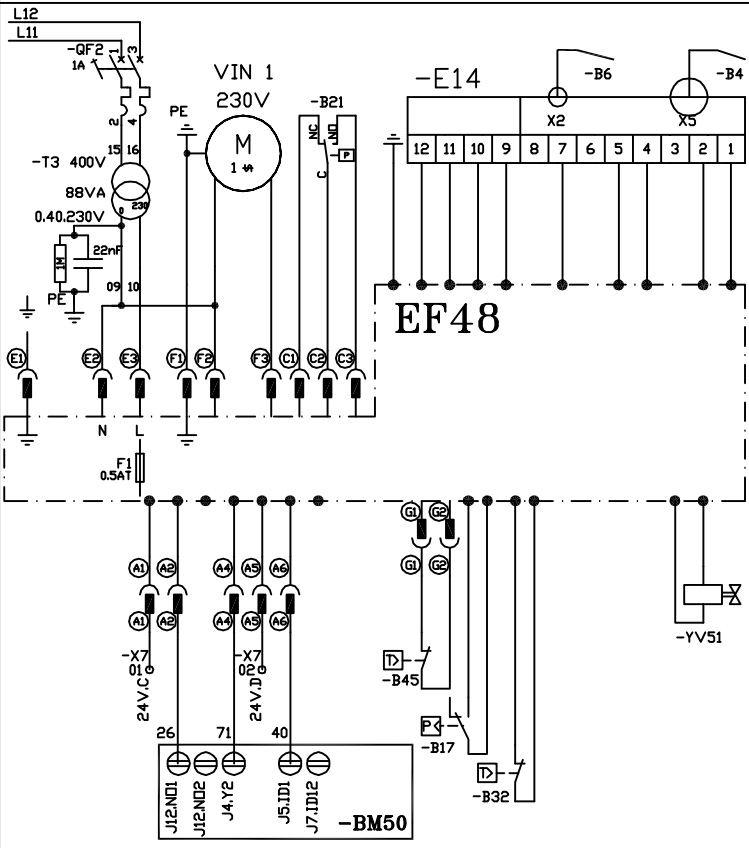 L12
L11
-QF2
1A
1
3
2
4
15 16
-T3 400V
88VA
0 230
0.40.230V
1M
22nF
PE
09 10
VIN 1
230V
PE
M
1
-B21
NC
NO
C
P
-E14
-B6
-B4
X2
X5
12 11 10 9 8 7 6 5 4 3 2 1
EF48
E1 E2 E3 F1 F2 F3 C1 C2 C3
N L
F1
0.5AT
A1 A2 A4 A5 A6
A1 A2 A4 A5 A6
G1 G2
G1 G2
-X7
01
24V.C
-X7
02
24V.D
26 71 40
J12.NO1
J12.NO2
J4.Y2
J5.ID1
J7.ID12
-BM50
T>
-B45
P<
-B17
T>
-B32
-YV51